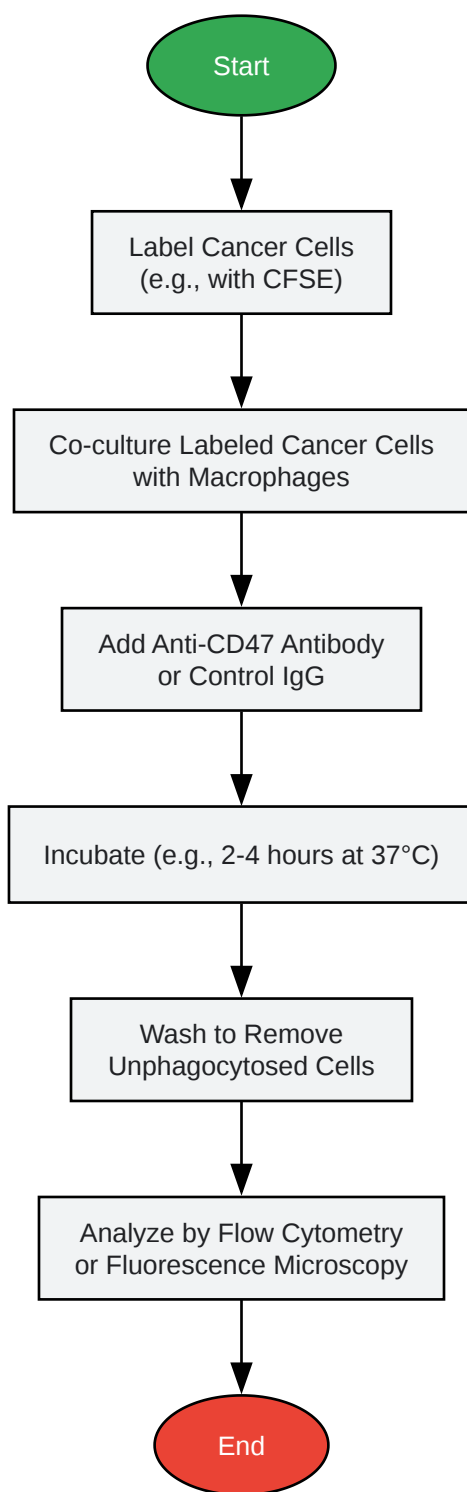 Start
Label Cancer Cells
(e.g., with CFSE)
Co-culture Labeled Cancer Cells
with Macrophages
Add Anti-CD47 Antibody
or Control IgG
Incubate (e.g., 2-4 hours at 37°C)
Wash to Remove
Unphagocytosed Cells
Analyze by Flow Cytometry
or Fluorescence Microscopy
End